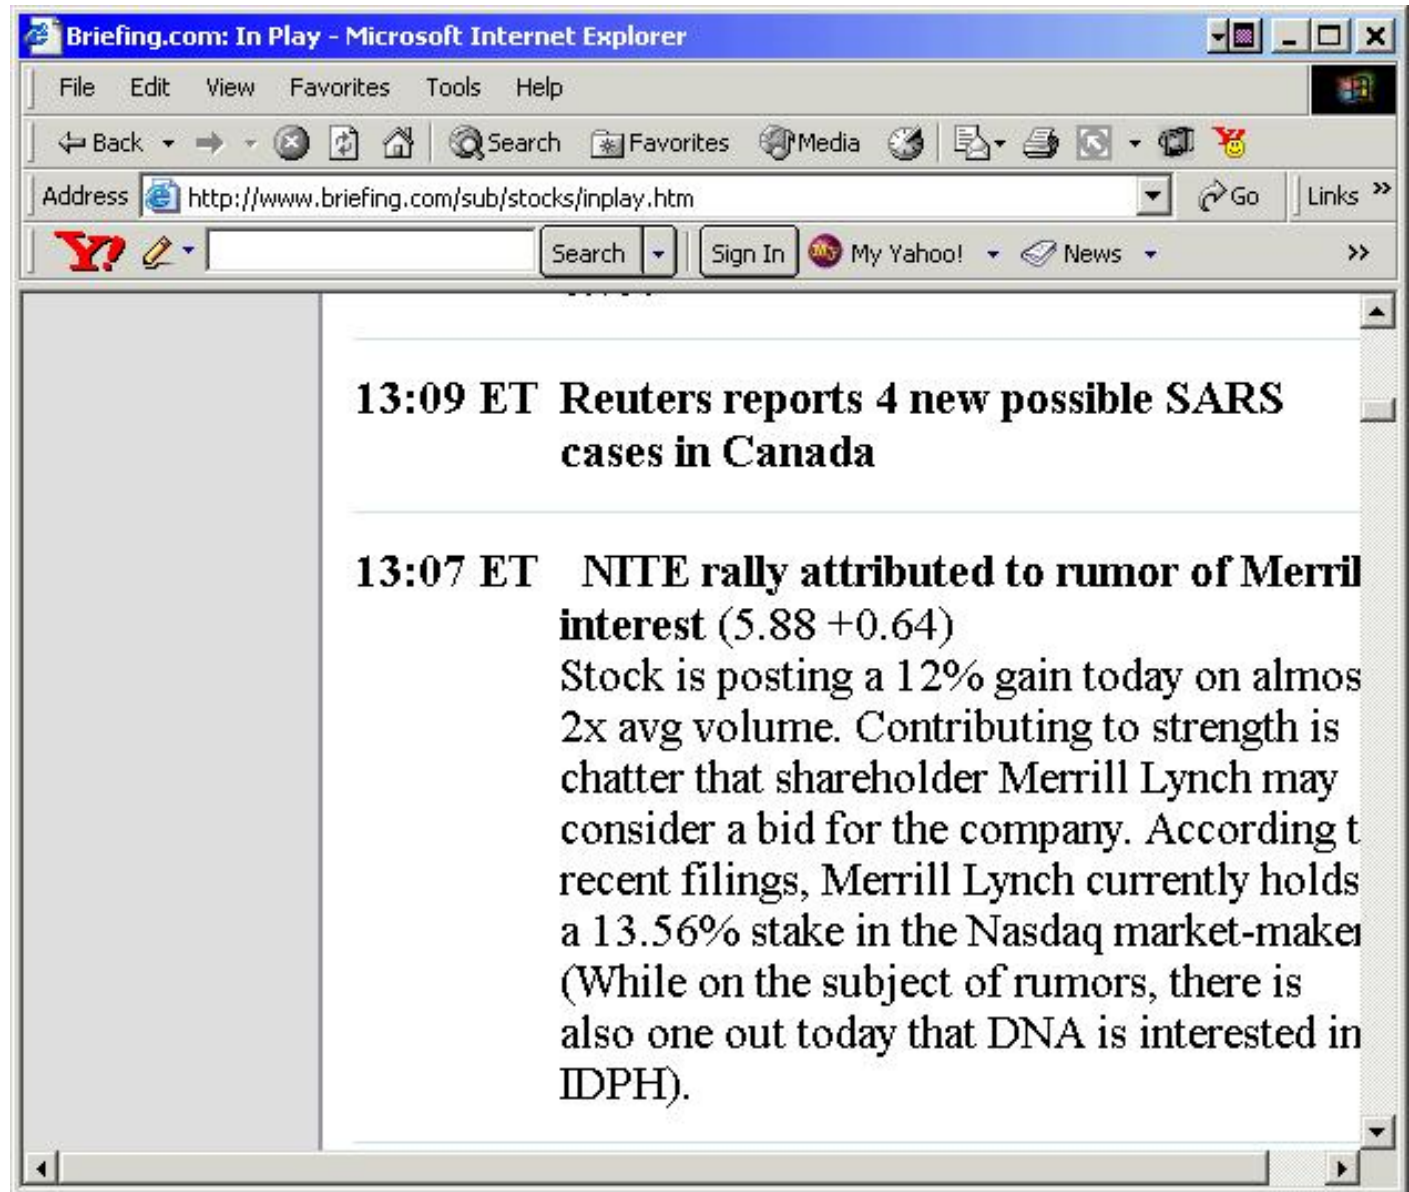 Briefing.com: In Play - Microsoft Internet Explorer
File Edit View Favorites Tools Help
Back Search Favorites Media
Address http://www.briefing.com/sub/stocks/inplay.htm Go Links »
Y! Search Sign In My Yahoo! News »
13:09 ET Reuters reports 4 new possible SARS
cases in Canada
13:07 ET NITE rally attributed to rumor of Merril
interest (5.88 +0.64)
Stock is posting a 12% gain today on almos
2x avg volume. Contributing to strength is
chatter that shareholder Merrill Lynch may
consider a bid for the company. According t
recent filings, Merrill Lynch currently holds
a 13.56% stake in the Nasdaq market-maker
(While on the subject of rumors, there is
also one out today that DNA is interested in
IDPH).